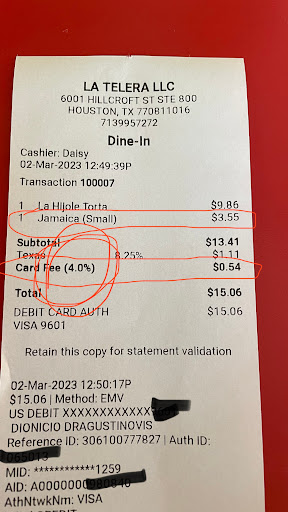 LA TELERA LLC
6001 HILLCROFT ST STE 800
HOUSTON, TX 770811016
7139957272
Dine-In
Cashier: Daisy
02-Mar-2023 12:49:39P
Transaction 100007
1 La Hijole Torta $9.86
1 Jamaica (Small) $3.55
Subtotal $13.41
Texas 8.25% $1.11
Card Fee (4.0%) $0.54
Total $15.06
DEBIT CARD AUTH $15.06
VISA 9601
Retain this copy for statement validation
02-Mar-2023 12:50:17P
$15.06 | Method: EMV
US DEBIT XXXXXXXXXXXX
DIONICIO DRAGUSTINOVIS
Reference ID: 306100777827 | Auth ID:
MID: ************1259
AID: A0000000
AthNtwkNm: VISA